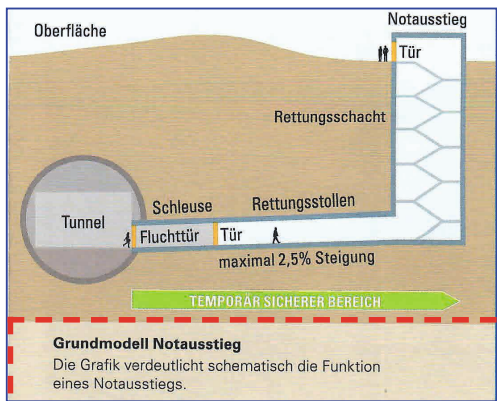 Notausstieg
Oberfläche
Tür
Rettungsschacht
Schleuse
Rettungsstollen
Tunnel
Fluchttür
Tür
maximal 2,5% Steigung
TEMPORÄR SICHERER BEREICH
Grundmodell Notausstieg
Die Grafik verdeutlicht schematisch die Funktion
eines Notausstiegs.